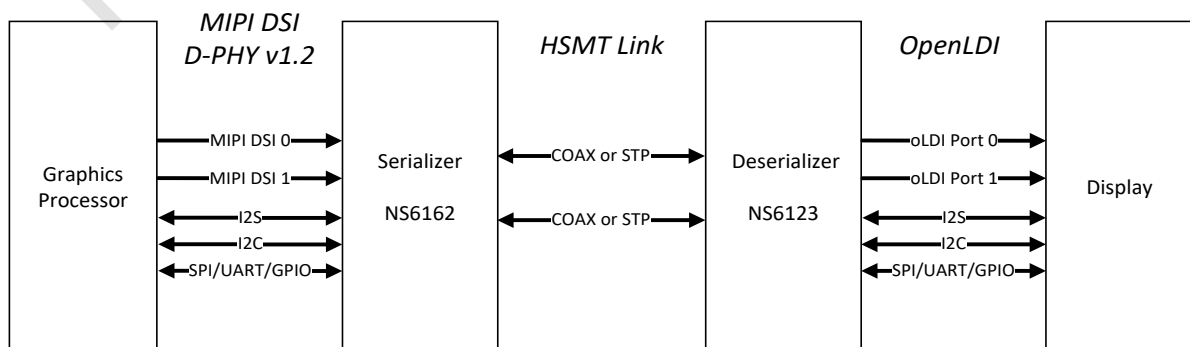 MIPI DSI
D-PHY v1.2
HSMT Link
OpenLDI
Graphics
Processor
MIPI DSI 0
MIPI DSI 1
I2S
I2C
SPI/UART/GPIO
Serializer
NS6162
COAX or STP
COAX or STP
Deserializer
NS6123
oLDI Port 0
oLDI Port 1
I2S
I2C
SPI/UART/GPIO
Display